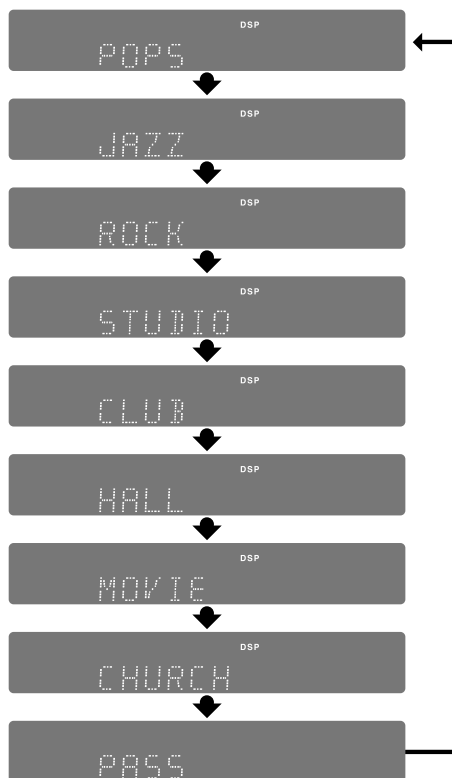 DSP
POPS
DSP
JAZZ
DSP
ROCK
DSP
STUDIO
DSP
CLUB
DSP
HALL
DSP
MOVIE
DSP
CHURCH
PASS